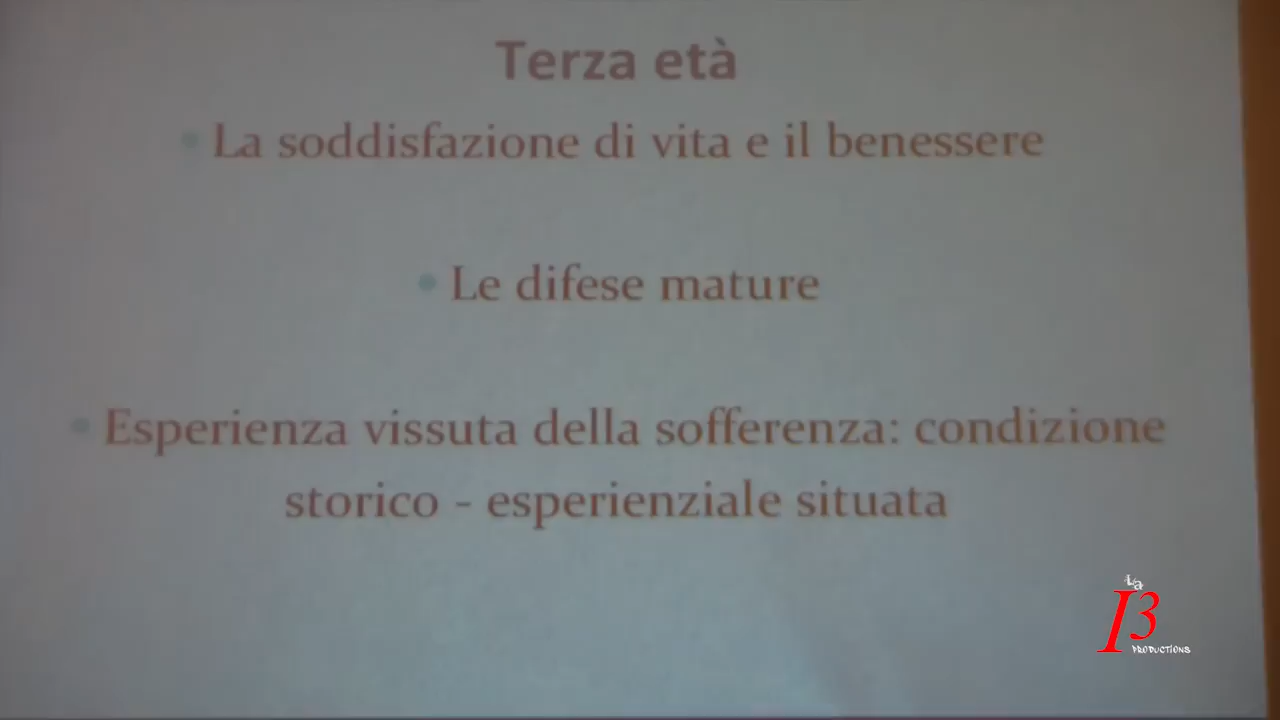 Terza età
• La soddisfazione di vita e il benessere
• Le difese mature
• Esperienza vissuta della sofferenza: condizione
storico - esperienziale situata
La
I3
PRODUCTIONS